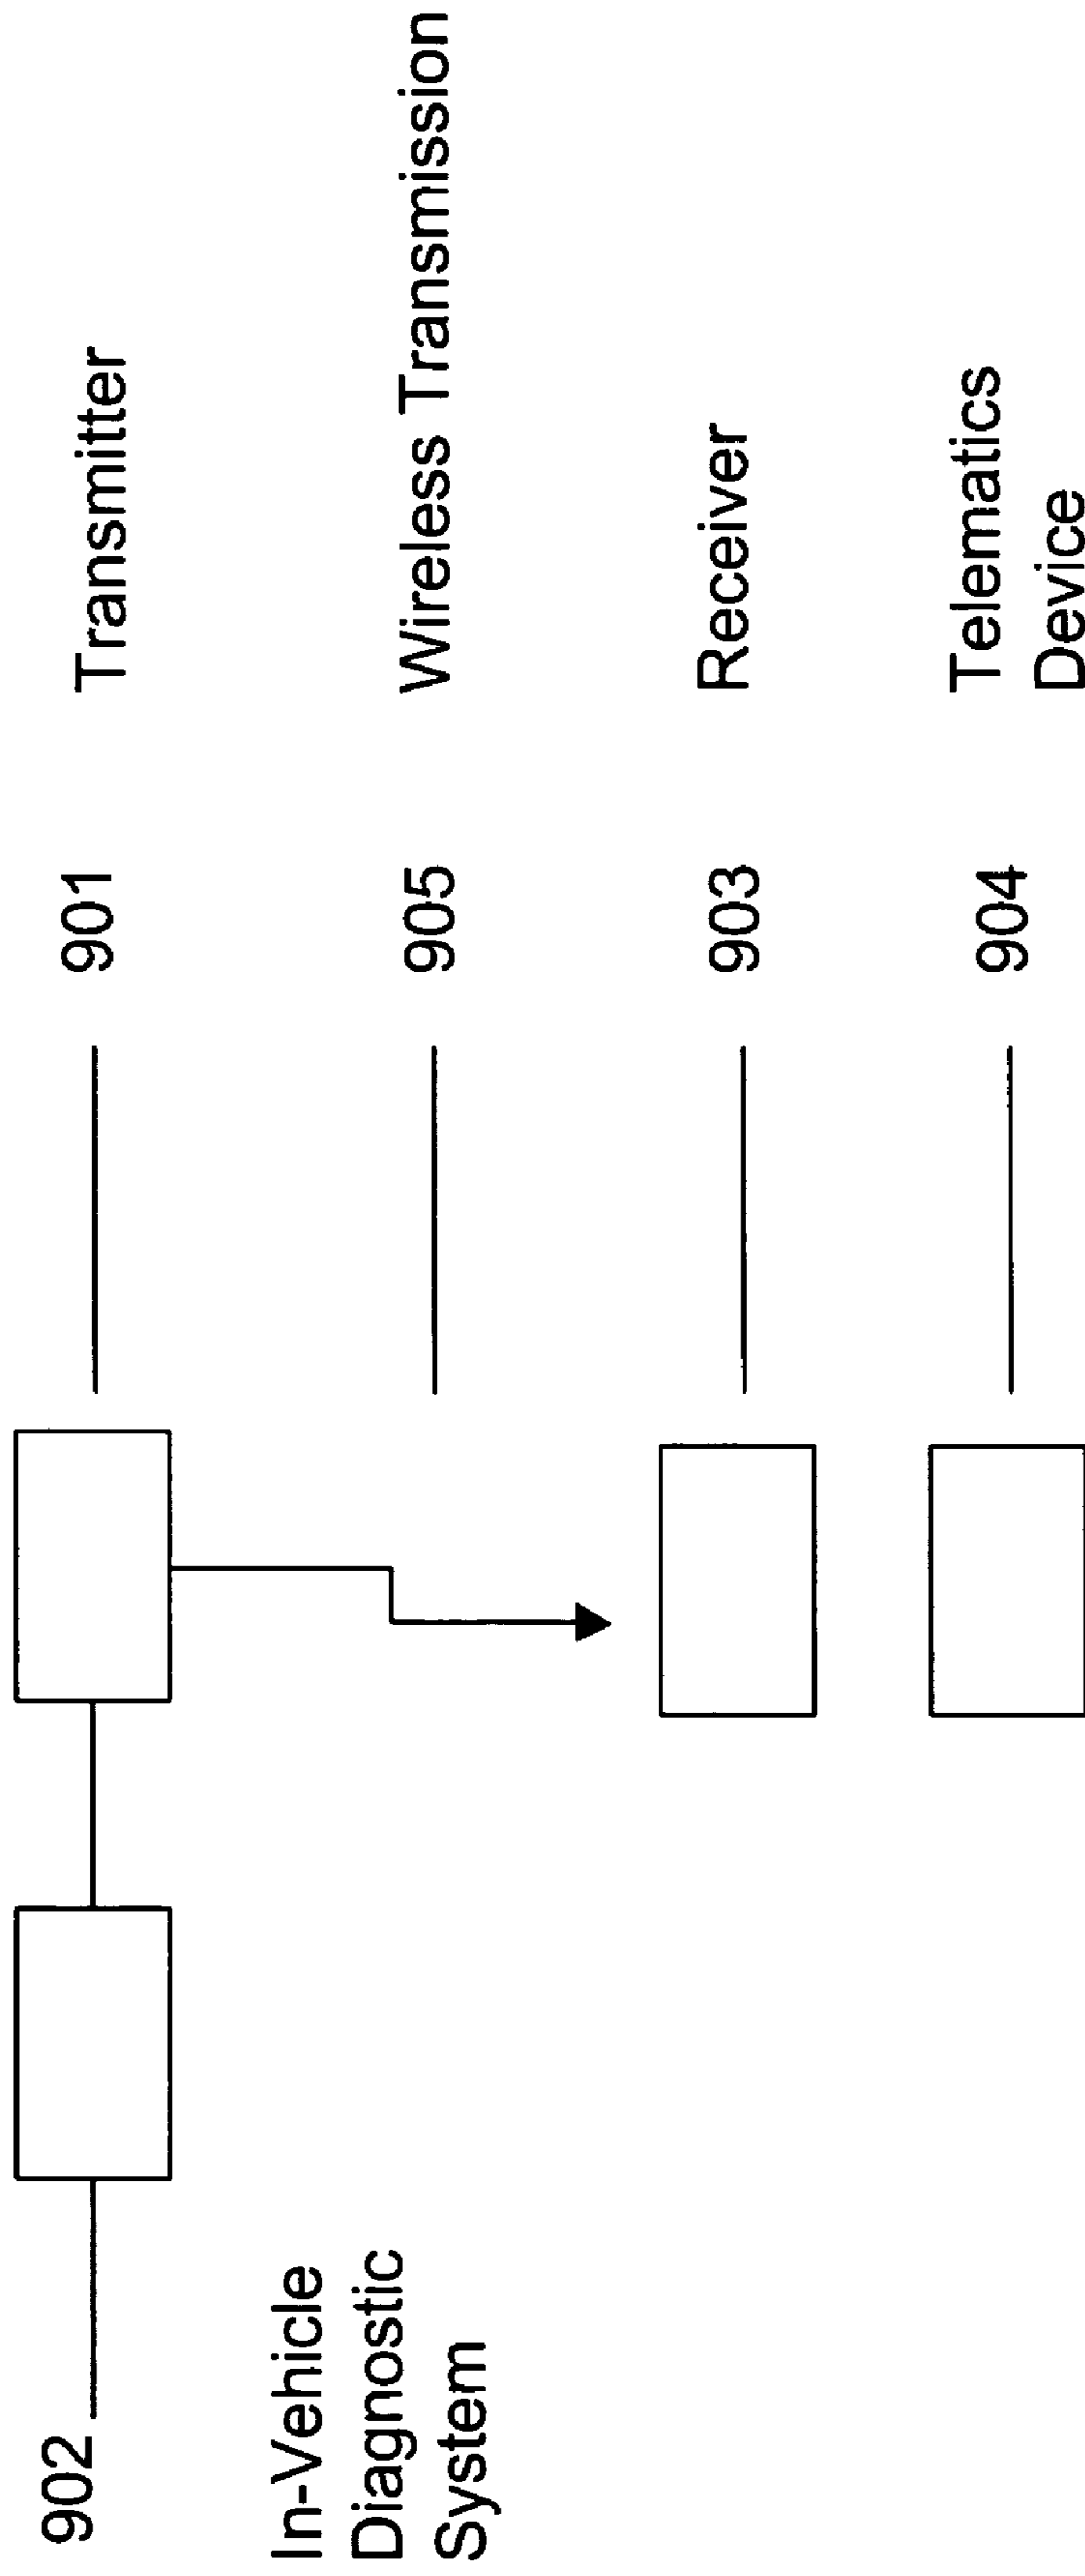 902
In-Vehicle
Diagnostic
System
901
Transmitter
905
Wireless Transmission
903
Receiver
904
Telematics
Device